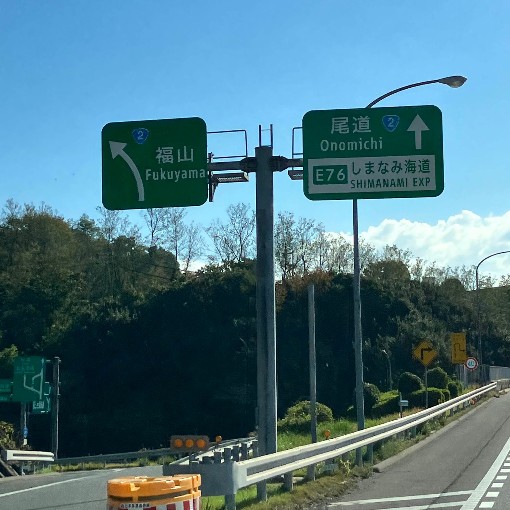 2
福山
Fukuyama
尾道 2
Onomichi
E76 しまなみ海道
SHIMANAMI EXP